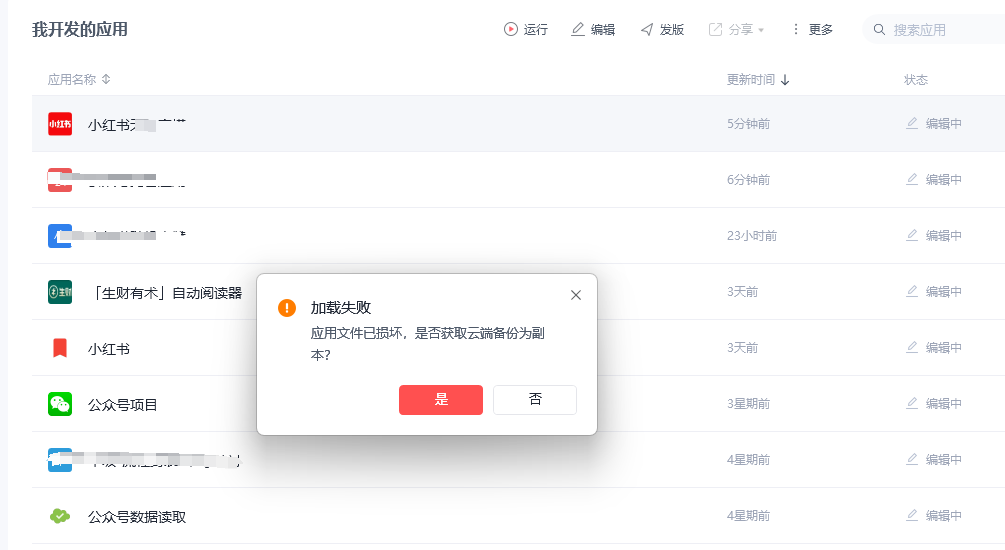 我开发的应用
运行 编辑 发版 分享 更多 搜索应用
应用名称 更新时间 状态
小红书 小红书 5分钟前 编辑中
6分钟前 编辑中
23小时前 编辑中
生财 「生财有术」自动阅读器 3天前 编辑中
小红书 3天前 编辑中
公众号项目 3星期前 编辑中
4星期前 编辑中
公众号数据读取 4星期前 编辑中
加载失败
应用文件已损坏，是否获取云端备份为副
本?
是 否